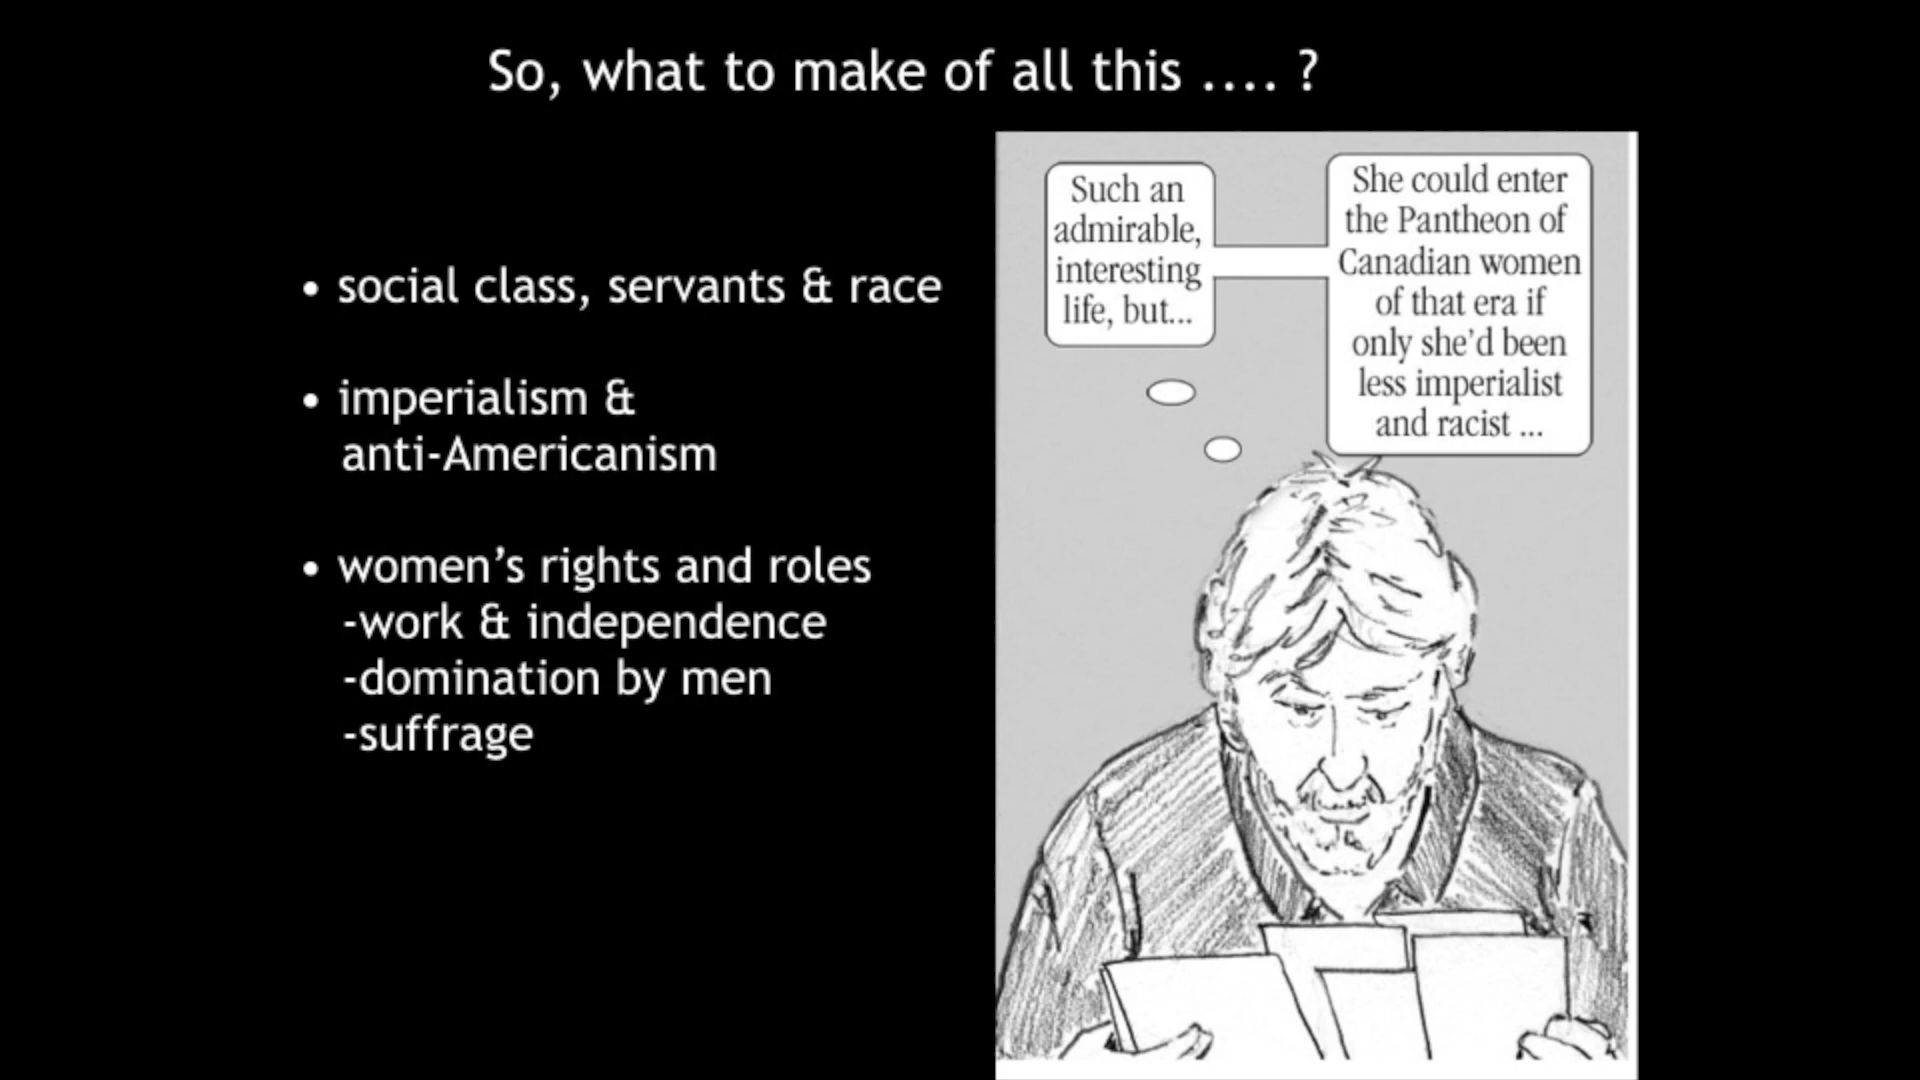 So, what to make of all this .... ?
• social class, servants & race
• imperialism &
anti-Americanism
• women's rights and roles
-work & independence
-domination by men
-suffrage
Such an
admirable,
interesting
life, but...
She could enter
the Pantheon of
Canadian women
of that era if
only she'd been
less imperialist
and racist ...